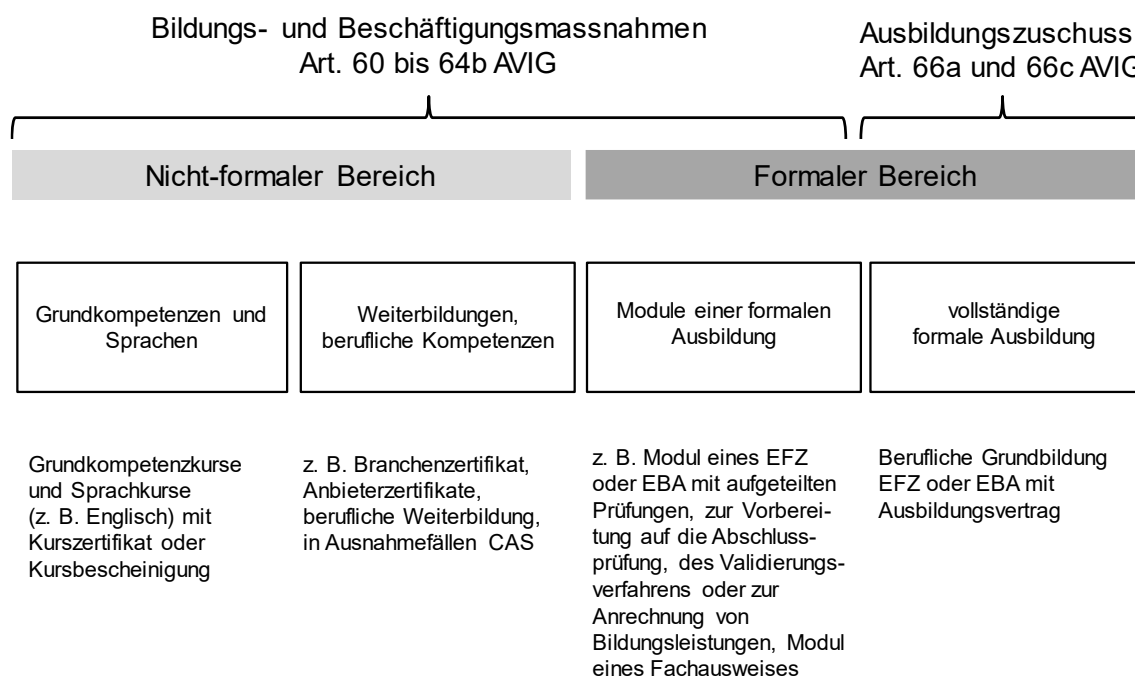 Bildungs- und Beschäftigungsmassnahmen
Art. 60 bis 64b AVIG
Ausbildungszuschuss
Art. 66a und 66c AVIG
Nicht-formaler Bereich
Formaler Bereich
Grundkompetenzen und
Sprachen
Weiterbildungen,
berufliche Kompetenzen
Module einer formalen
Ausbildung
vollständige
formale Ausbildung
Grundkompetenzkurse
und Sprachkurse
(z. B. Englisch) mit
Kurszertifikat oder
Kursbescheinigung
z. B. Branchenzertifikat,
Anbieterzertifikate,
berufliche Weiterbildung,
in Ausnahmefällen CAS
z. B. Modul eines EFZ
oder EBA mit aufgeteilten
Prüfungen, zur Vorberei-
tung auf die Abschluss-
prüfung, des Validierungs-
verfahrens oder zur
Anrechnung von
Bildungsleistungen, Modul
eines Fachausweises
Berufliche Grundbildung
EFZ oder EBA mit
Ausbildungsvertrag